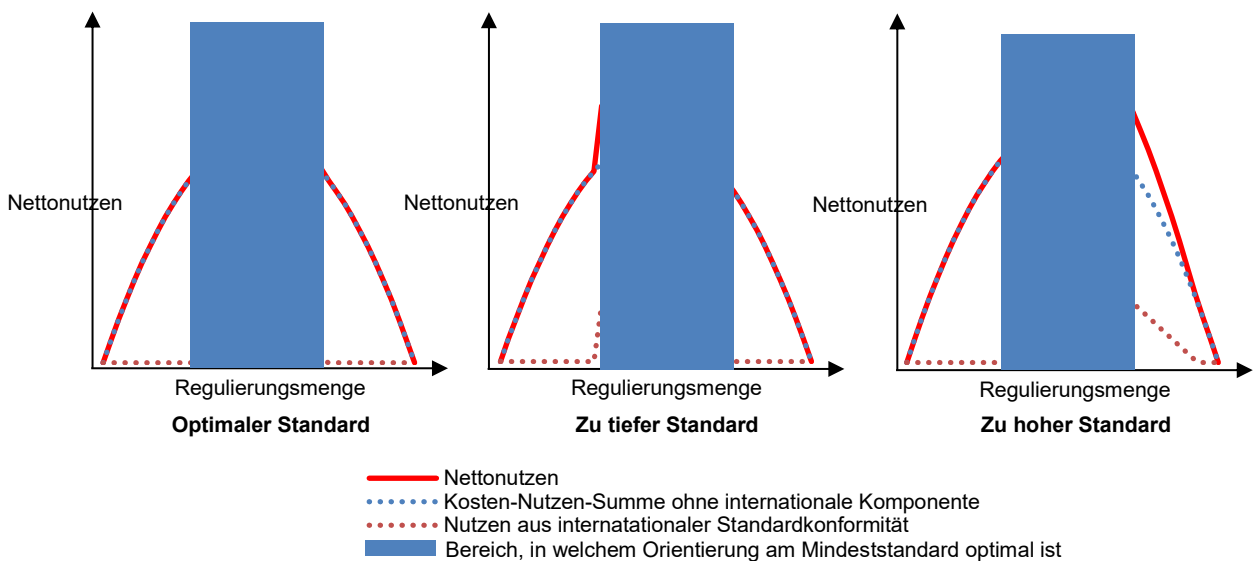 Nettonutzen
Nettonutzen
Nettonutzen
Regulierungsmenge
Regulierungsmenge
Regulierungsmenge
Optimaler Standard
Zu tiefer Standard
Zu hoher Standard
Nettonutzen
Kosten-Nutzen-Summe ohne internationale Komponente
Nutzen aus internatationaler Standardkonformität
Bereich, in welchem Orientierung am Mindeststandard optimal ist